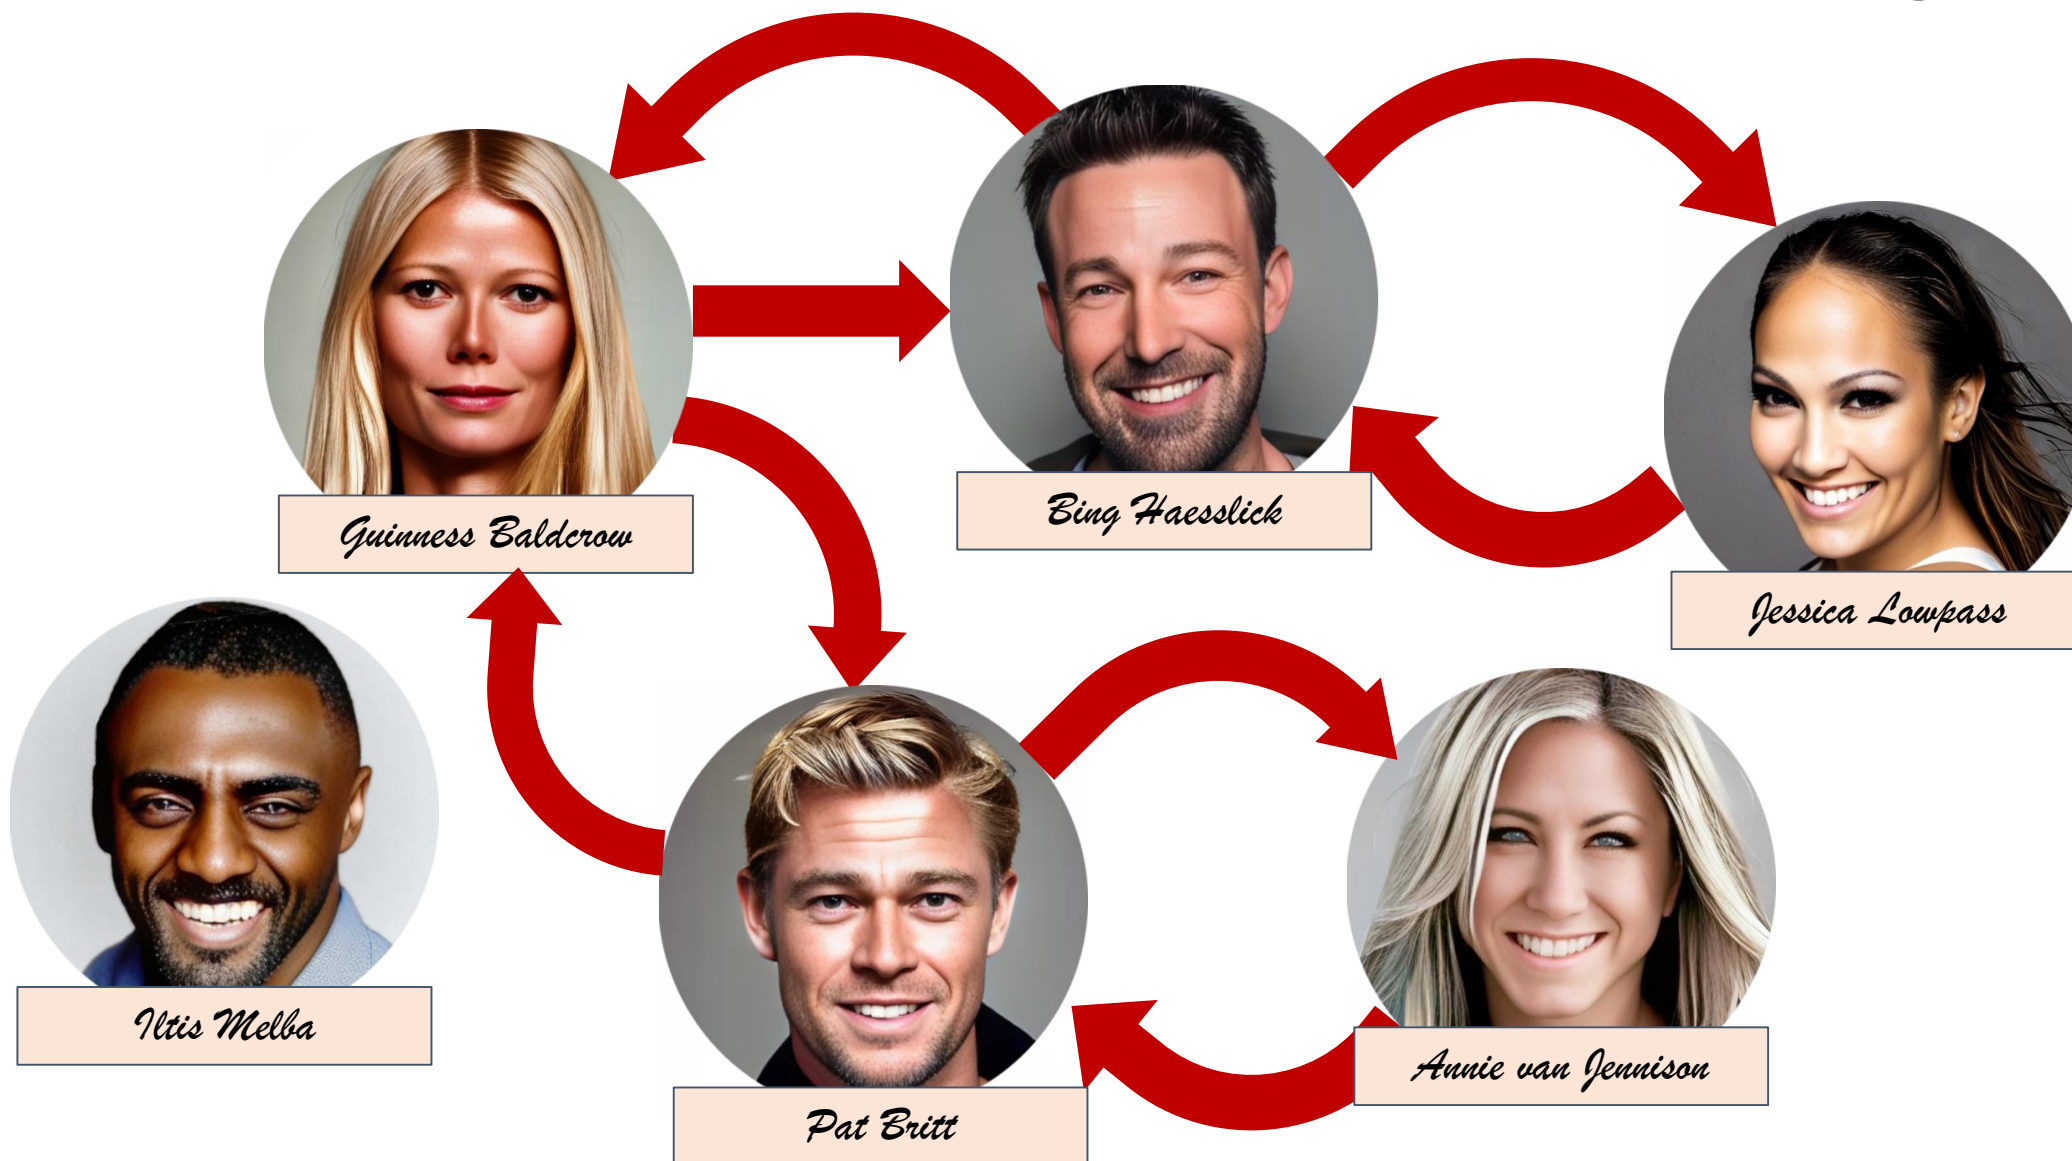 Guinness Baldcrow
Bing Haesslick
Jessica Lowpass
Iltis Melba
Pat Britt
Annie van Jennison